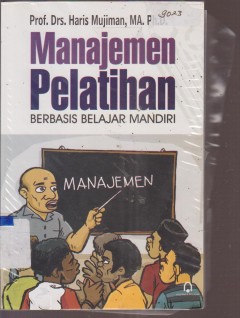 Prof. Drs. Haris Mujiman, MA. P
Manajemen
Pelatihan
BERBASIS BELAJAR MANDIRI
MANAJEMEN